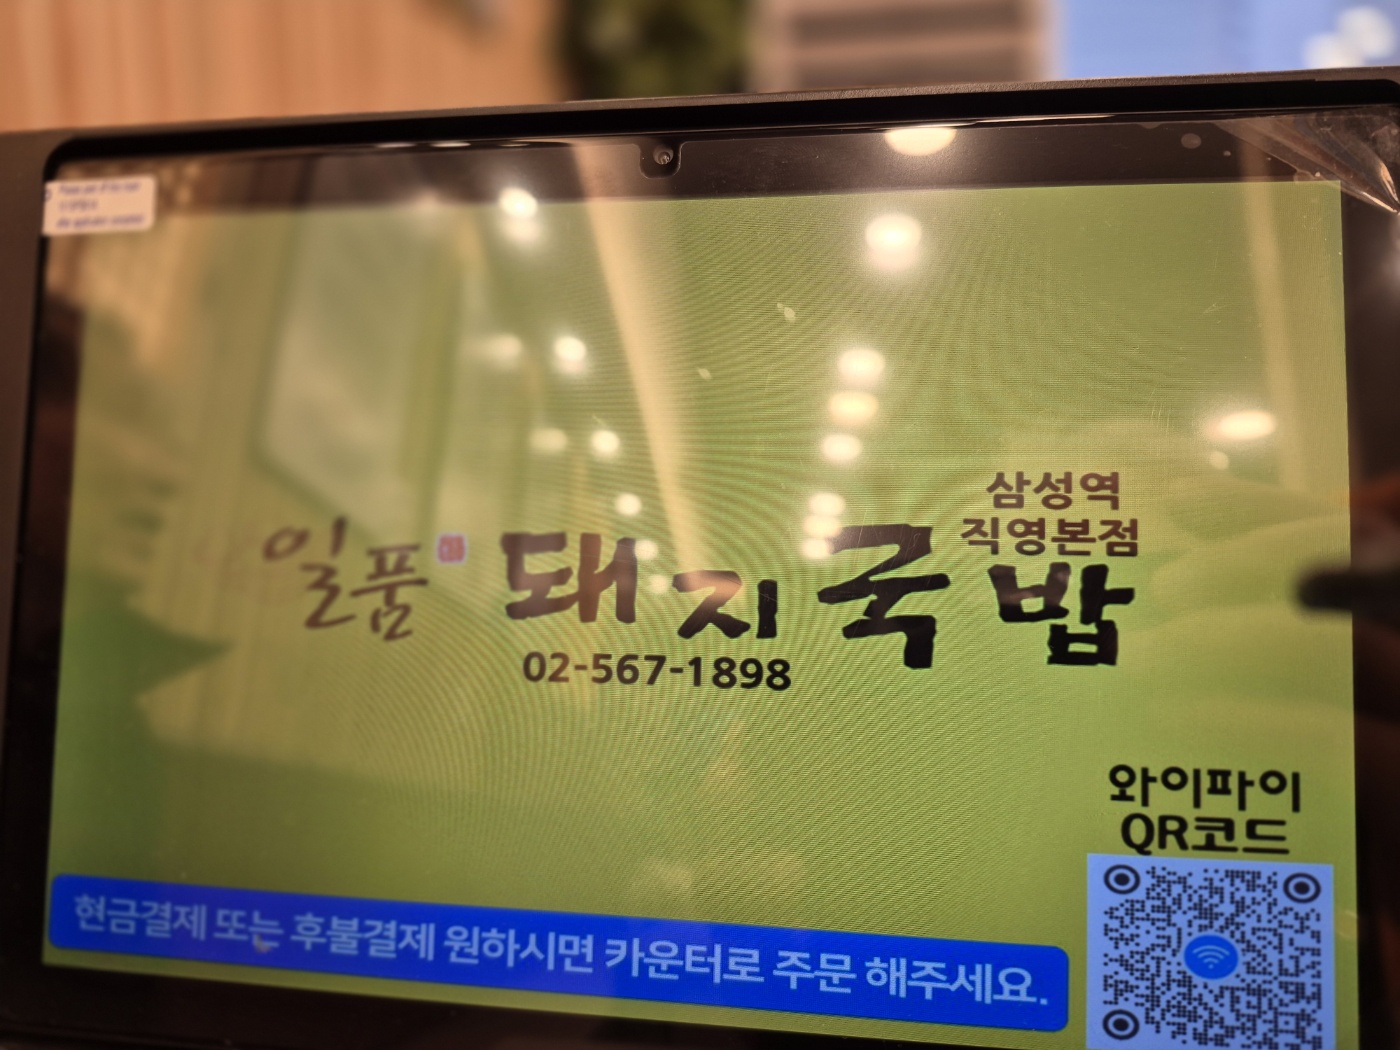 삼성역
직영본점
일품 돼지국밥
02-567-1898
와이파이
QR코드
현금결제 또는 후불결제 원하시면 카운터로 주문 해주세요.